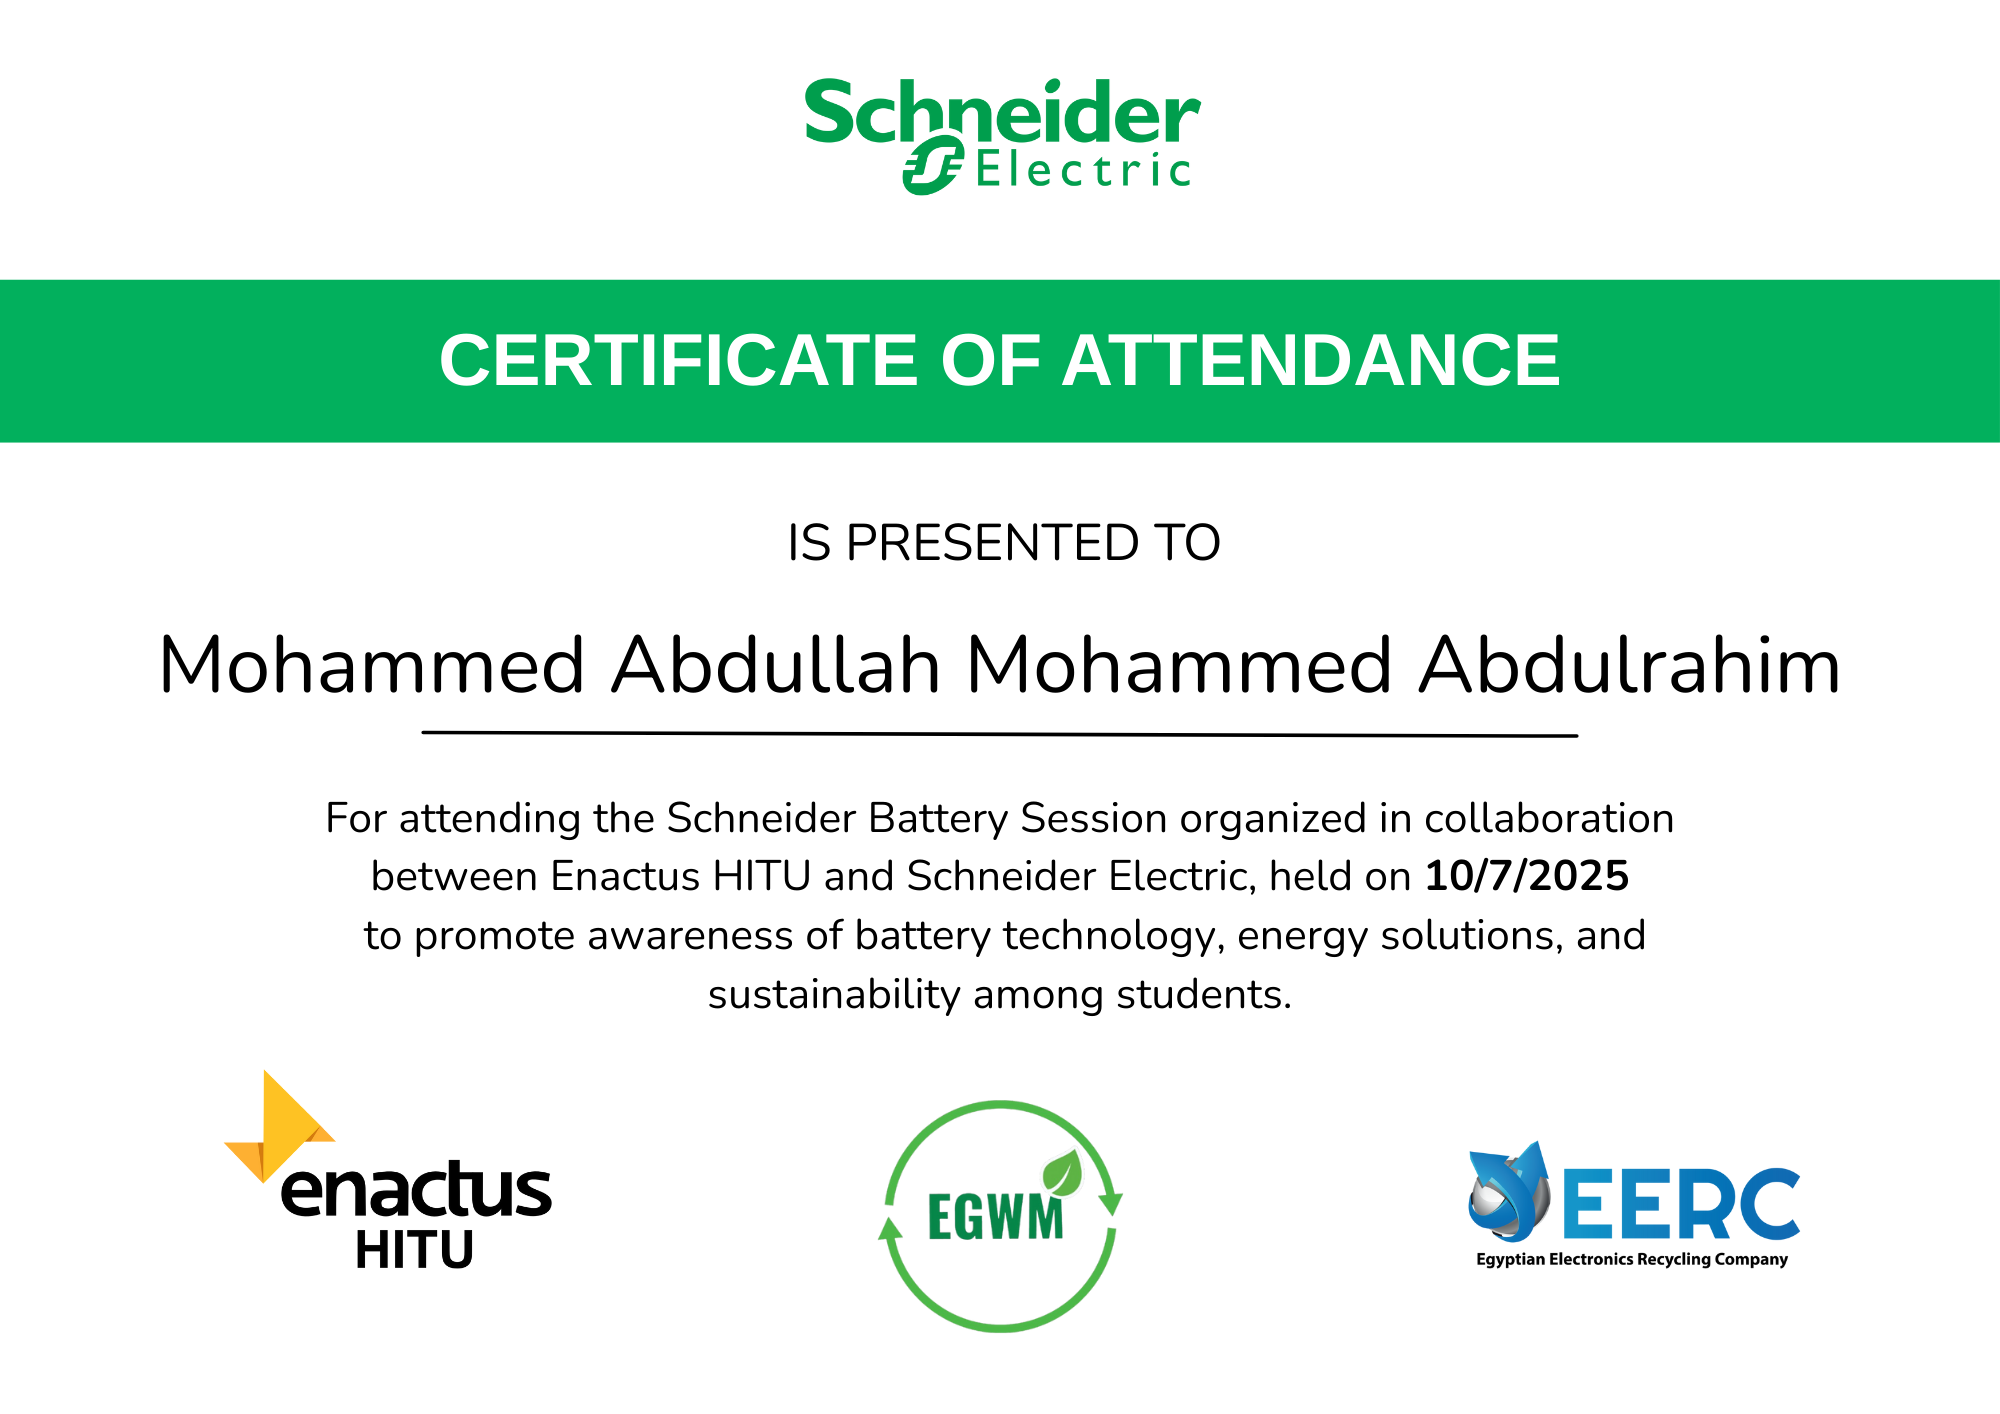 Schneider
Electric
CERTIFICATE OF ATTENDANCE
IS PRESENTED TO
Mohammed Abdullah Mohammed Abdulrahim
For attending the Schneider Battery Session organized in collaboration
between Enactus HITU and Schneider Electric, held on 10/7/2025
to promote awareness of battery technology, energy solutions, and
sustainability among students.
enactus
HITU
EGWM
EERC
Egyptian Electronics Recycling Company